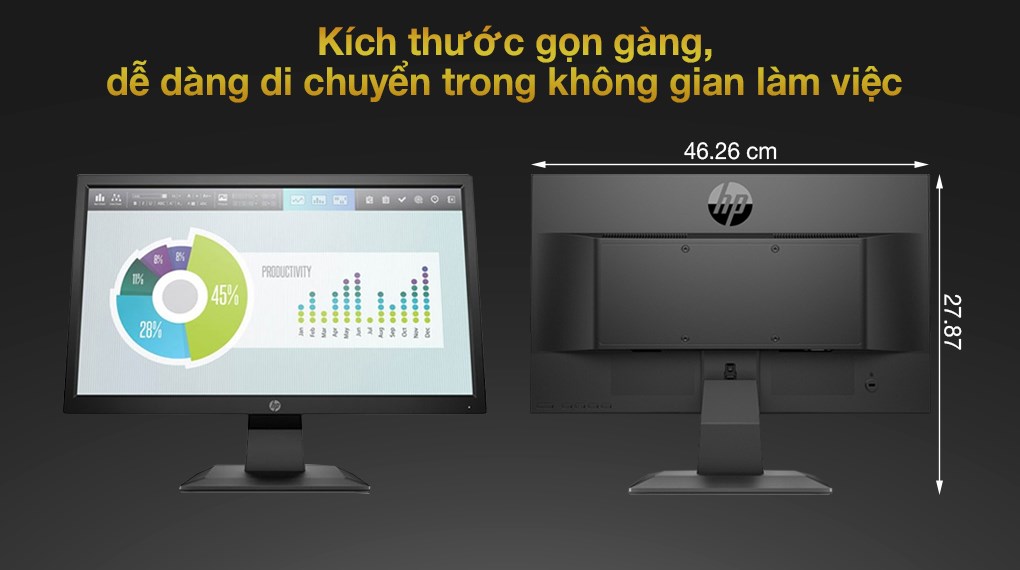 Kích thước gọn gàng,
dễ dàng di chuyển trong không gian làm việc
46.26 cm
27.87
hp
PRODUCTIVITY
8%
8%
11%
45%
28%
Jan
Feb
Mar
Apr
May
Jun
Jul
Aug
Sep
Oct
Nov
Dec
hp